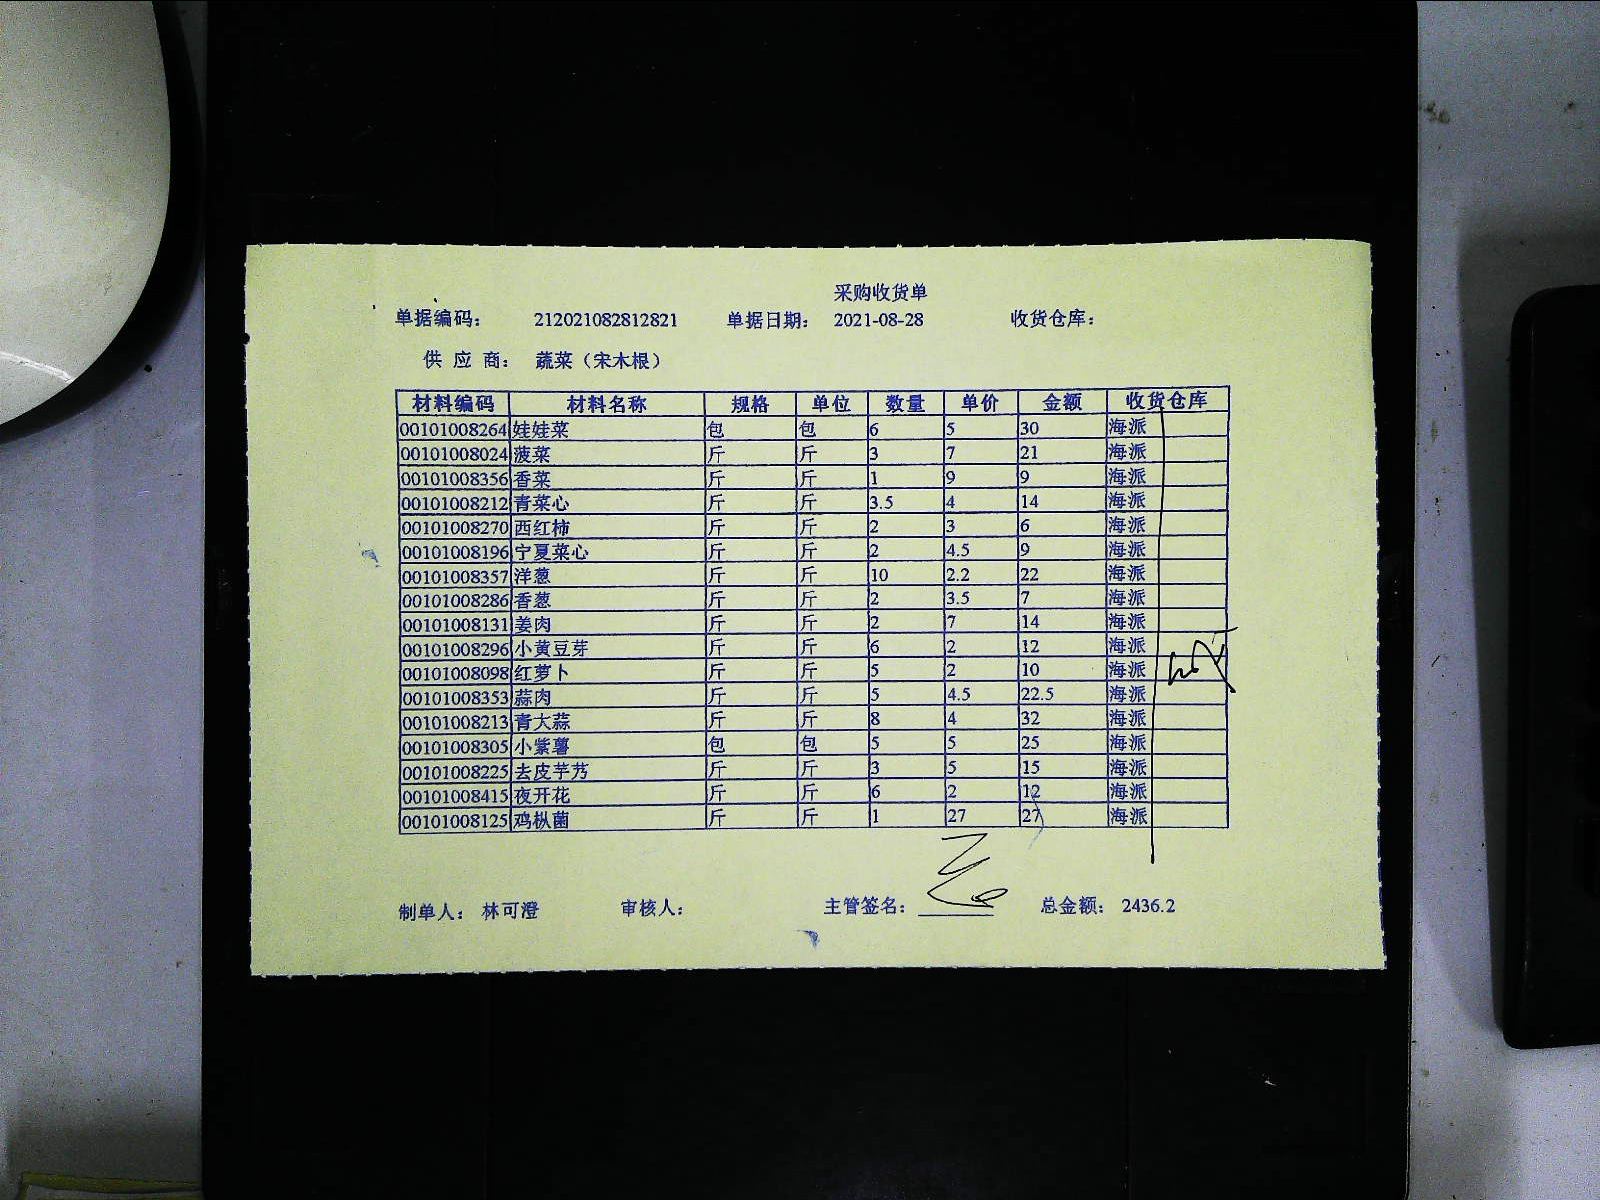 采购收货单
单据编码： 212021082812821 单据日期： 2021-08-28 收货仓库：
供 应 商： 蔬菜（宋木根）
材料编码 材料名称 规格 单位 数量 单价 金额 收货仓库
00101008264 娃娃菜 包 包 6 5 30 海派
00101008024 菠菜 斤 斤 3 7 21 海派
00101008356 香菜 斤 斤 1 9 9 海派
00101008212 青菜心 斤 斤 3.5 4 14 海派
00101008270 西红柿 斤 斤 2 3 6 海派
00101008196 宁夏菜心 斤 斤 2 4.5 9 海派
00101008357 洋葱 斤 斤 10 2.2 22 海派
00101008286 香葱 斤 斤 2 3.5 7 海派
00101008131 姜肉 斤 斤 2 7 14 海派
00101008296 小黄豆芽 斤 斤 6 2 12 海派
00101008098 红萝卜 斤 斤 5 2 10 海派
00101008353 蒜肉 斤 斤 5 4.5 22.5 海派
00101008213 青大蒜 斤 斤 8 4 32 海派
00101008305 小紫薯 包 包 5 5 25 海派
00101008225 去皮芋艿 斤 斤 3 5 15 海派
00101008415 夜开花 斤 斤 6 2 12 海派
00101008125 鸡枞菌 斤 斤 1 27 27 海派
制单人： 林可澄 审核人： 主管签名： 总金额： 2436.2